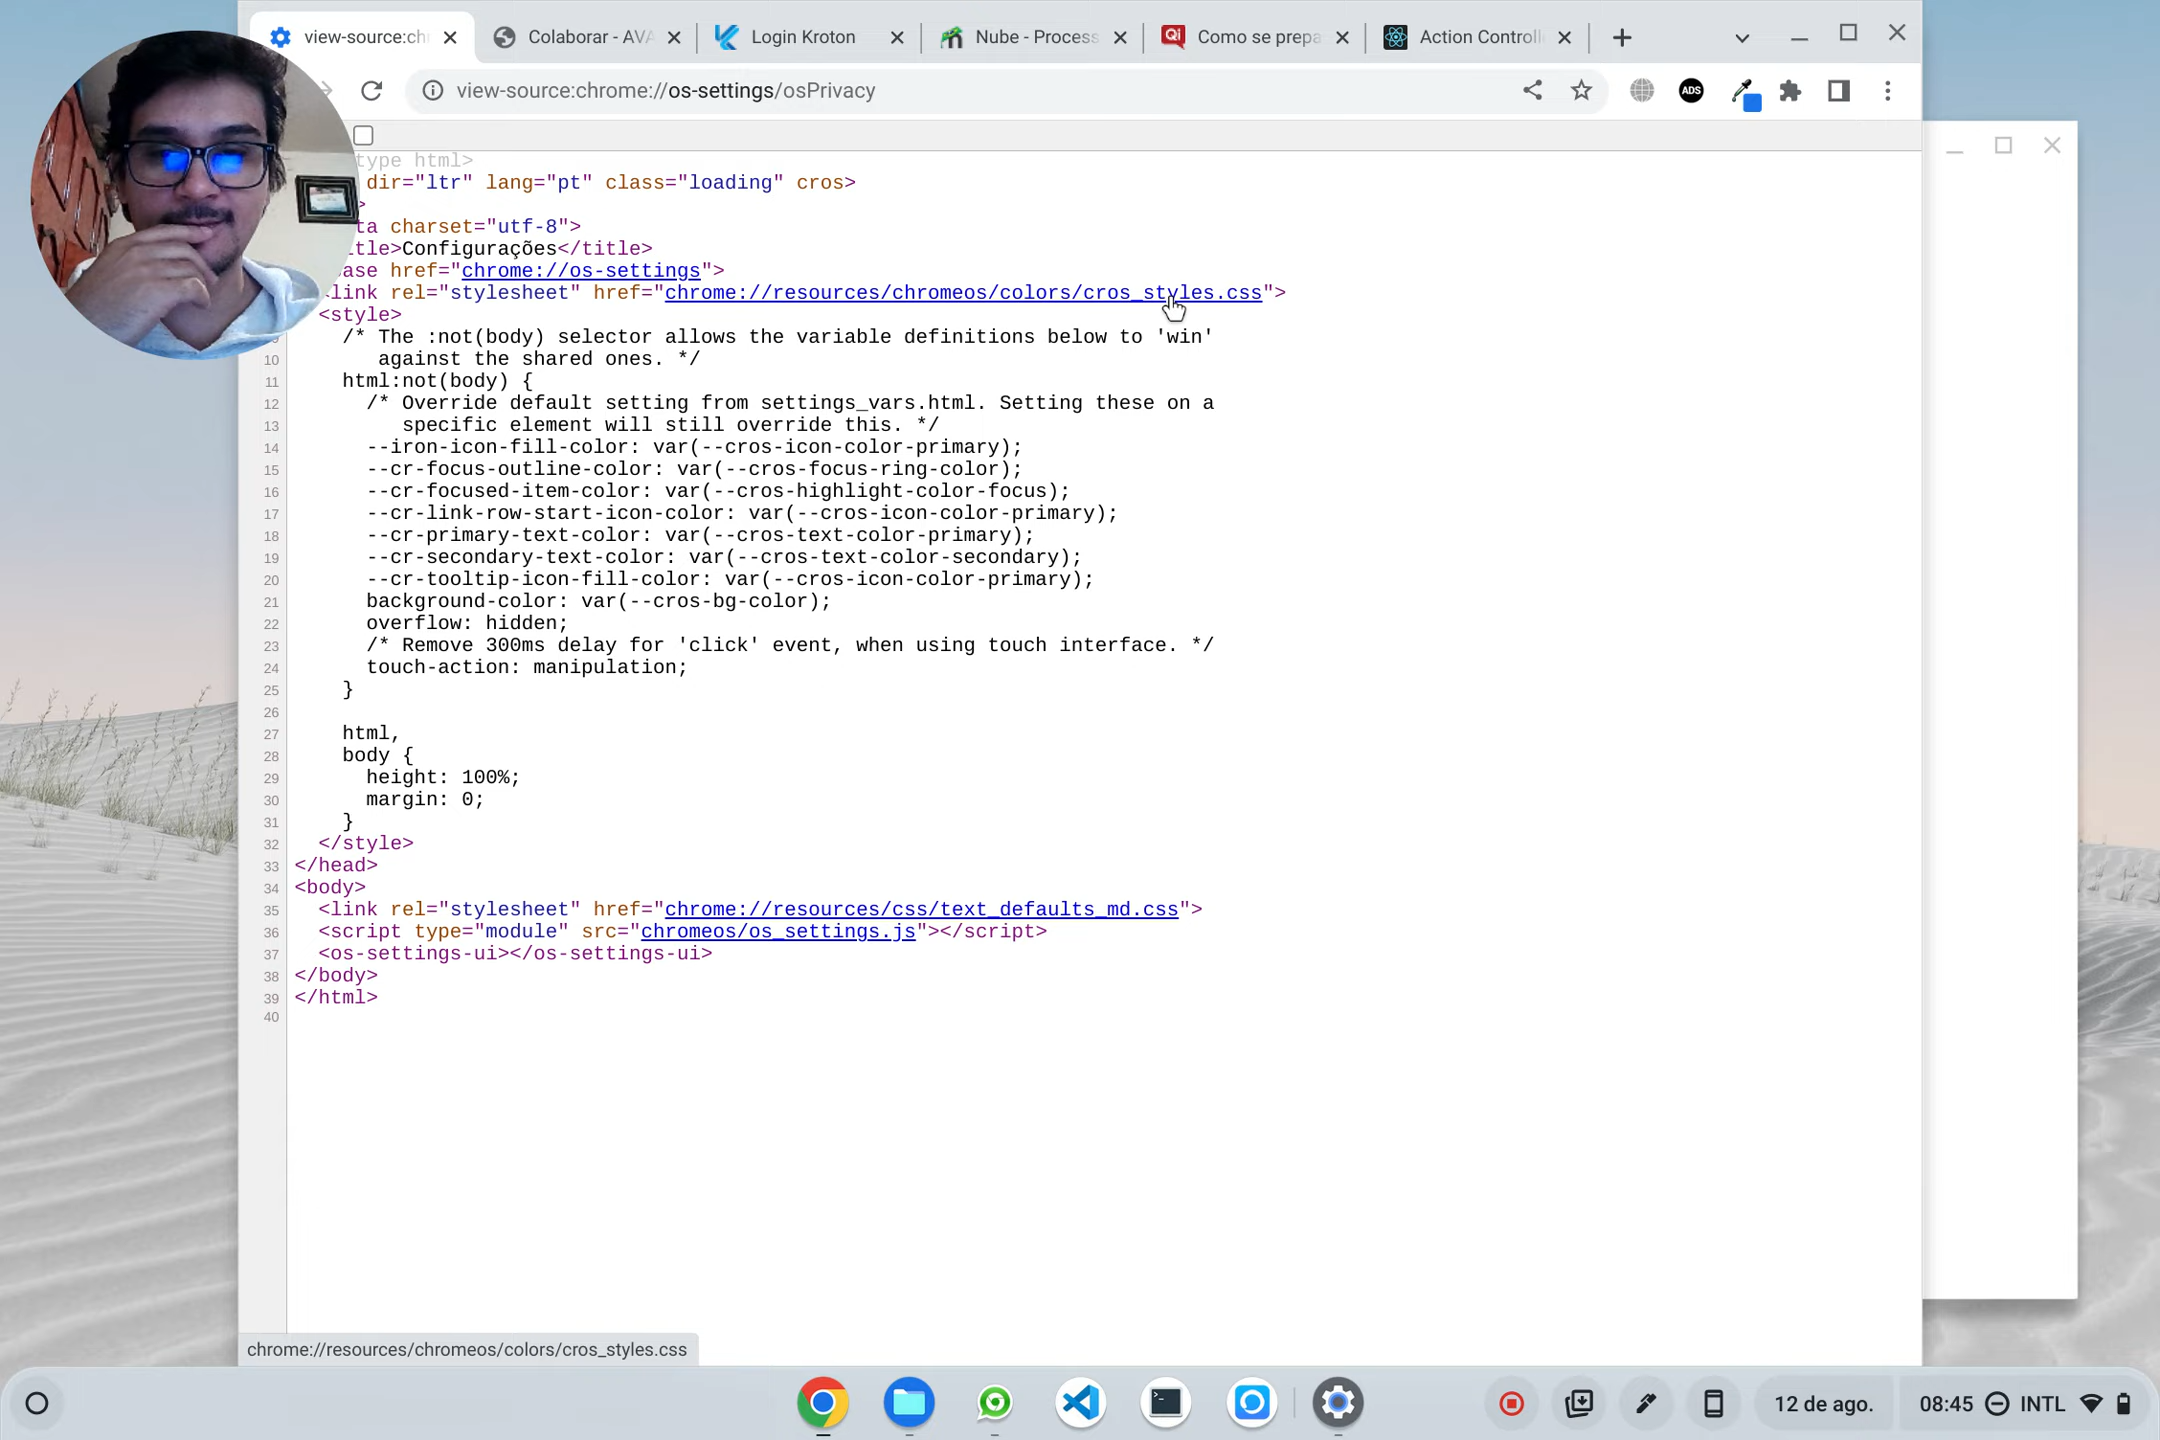 view-source:ch
Colaborar - AVA
Login Kroton
Nube - Process
Qi
Como se prepa
Action Controll
view-source:chrome://os-settings/osPrivacy
ADS
type html>
dir="ltr" lang="pt" class="loading" cros>
>
ta charset="utf-8">
tle>Configurações</title>
ase href="chrome://os-settings">
<link rel="stylesheet" href="chrome://resources/chromeos/colors/cros_styles.css">
<style>
/* The :not(body) selector allows the variable definitions below to 'win'
10 against the shared ones. */
11 html:not(body) {
12 /* Override default setting from settings_vars.html. Setting these on a
13 specific element will still override this. */
14 --iron-icon-fill-color: var(--cros-icon-color-primary);
15 --cr-focus-outline-color: var(--cros-focus-ring-color);
16 --cr-focused-item-color: var(--cros-highlight-color-focus);
17 --cr-link-row-start-icon-color: var(--cros-icon-color-primary);
18 --cr-primary-text-color: var(--cros-text-color-primary);
19 --cr-secondary-text-color: var(--cros-text-color-secondary);
20 --cr-tooltip-icon-fill-color: var(--cros-icon-color-primary);
21 background-color: var(--cros-bg-color);
22 overflow: hidden;
23 /* Remove 300ms delay for 'click' event, when using touch interface. */
24 touch-action: manipulation;
25 }
26
27 html,
28 body {
29 height: 100%;
30 margin: 0;
31 }
32 </style>
33 </head>
34 <body>
35 <link rel="stylesheet" href="chrome://resources/css/text_defaults_md.css">
36 <script type="module" src="chromeos/os_settings.js"></script>
37 <os-settings-ui></os-settings-ui>
38 </body>
39 </html>
40
chrome://resources/chromeos/colors/cros_styles.css
12 de ago.
08:45
INTL